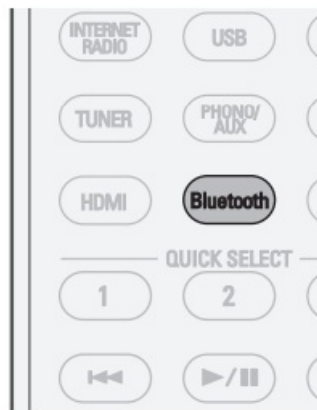 INTERNET RADIO USB
TUNER PHONO/AUX
HDMI Bluetooth
QUICK SELECT
1 2